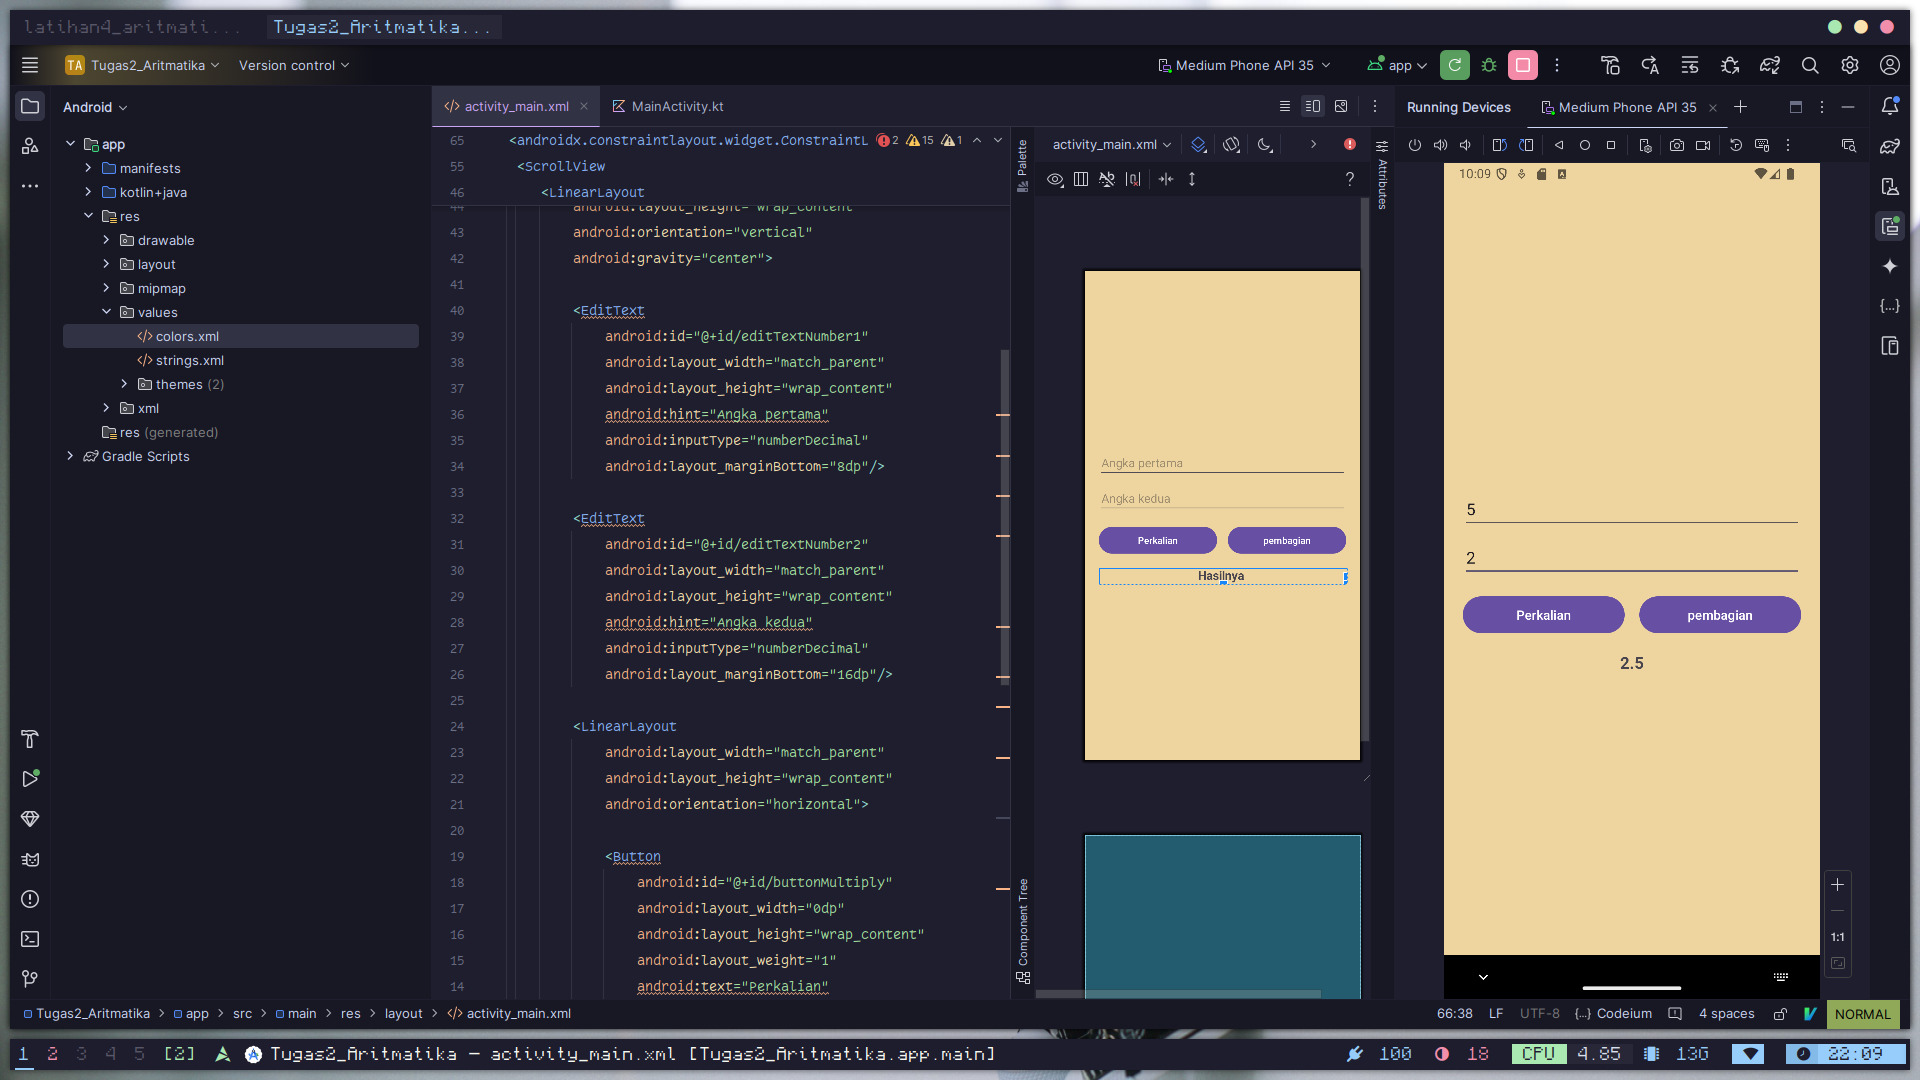 latihan4_aritmati...
Tugas2_Aritmatika...
TA
Tugas2_Aritmatika
Version control
Medium Phone API 35
app
Android
app
manifests
kotlin+java
res
drawable
layout
mipmap
values
colors.xml
strings.xml
themes (2)
xml
res (generated)
Gradle Scripts
activity_main.xml
MainActivity.kt
65 <androidx.constraintlayout.widget.ConstraintL
2 15 1
55 <ScrollView
46 <LinearLayout
44 android:layout_height="wrap_content"
43 android:orientation="vertical"
42 android:gravity="center">
41
40 <EditText
39 android:id="@+id/editTextNumber1"
38 android:layout_width="match_parent"
37 android:layout_height="wrap_content"
36 android:hint="Angka pertama"
35 android:inputType="numberDecimal"
34 android:layout_marginBottom="8dp"/>
33
32 <EditText
31 android:id="@+id/editTextNumber2"
30 android:layout_width="match_parent"
29 android:layout_height="wrap_content"
28 android:hint="Angka kedua"
27 android:inputType="numberDecimal"
26 android:layout_marginBottom="16dp"/>
25
24 <LinearLayout
23 android:layout_width="match_parent"
22 android:layout_height="wrap_content"
21 android:orientation="horizontal">
20
19 <Button
18 android:id="@+id/buttonMultiply"
17 android:layout_width="0dp"
16 android:layout_height="wrap_content"
15 android:layout_weight="1"
14 android:text="Perkalian"
Palette
Component Tree
activity_main.xml
?
Angka pertama
Angka kedua
Perkalian
pembagian
Hasilnya
Attributes
Running Devices
Medium Phone API 35
10:09
5
2
Perkalian
pembagian
2.5
1:1
Tugas2_Aritmatika > app > src > main > res > layout > activity_main.xml
66:38
LF
UTF-8
{...} Codeium
4 spaces
NORMAL
1 2 3 4 5 [2]
Tugas2_Aritmatika – activity_main.xml [Tugas2_Aritmatika.app.main]
100
18
CPU 4.85
13G
22:09